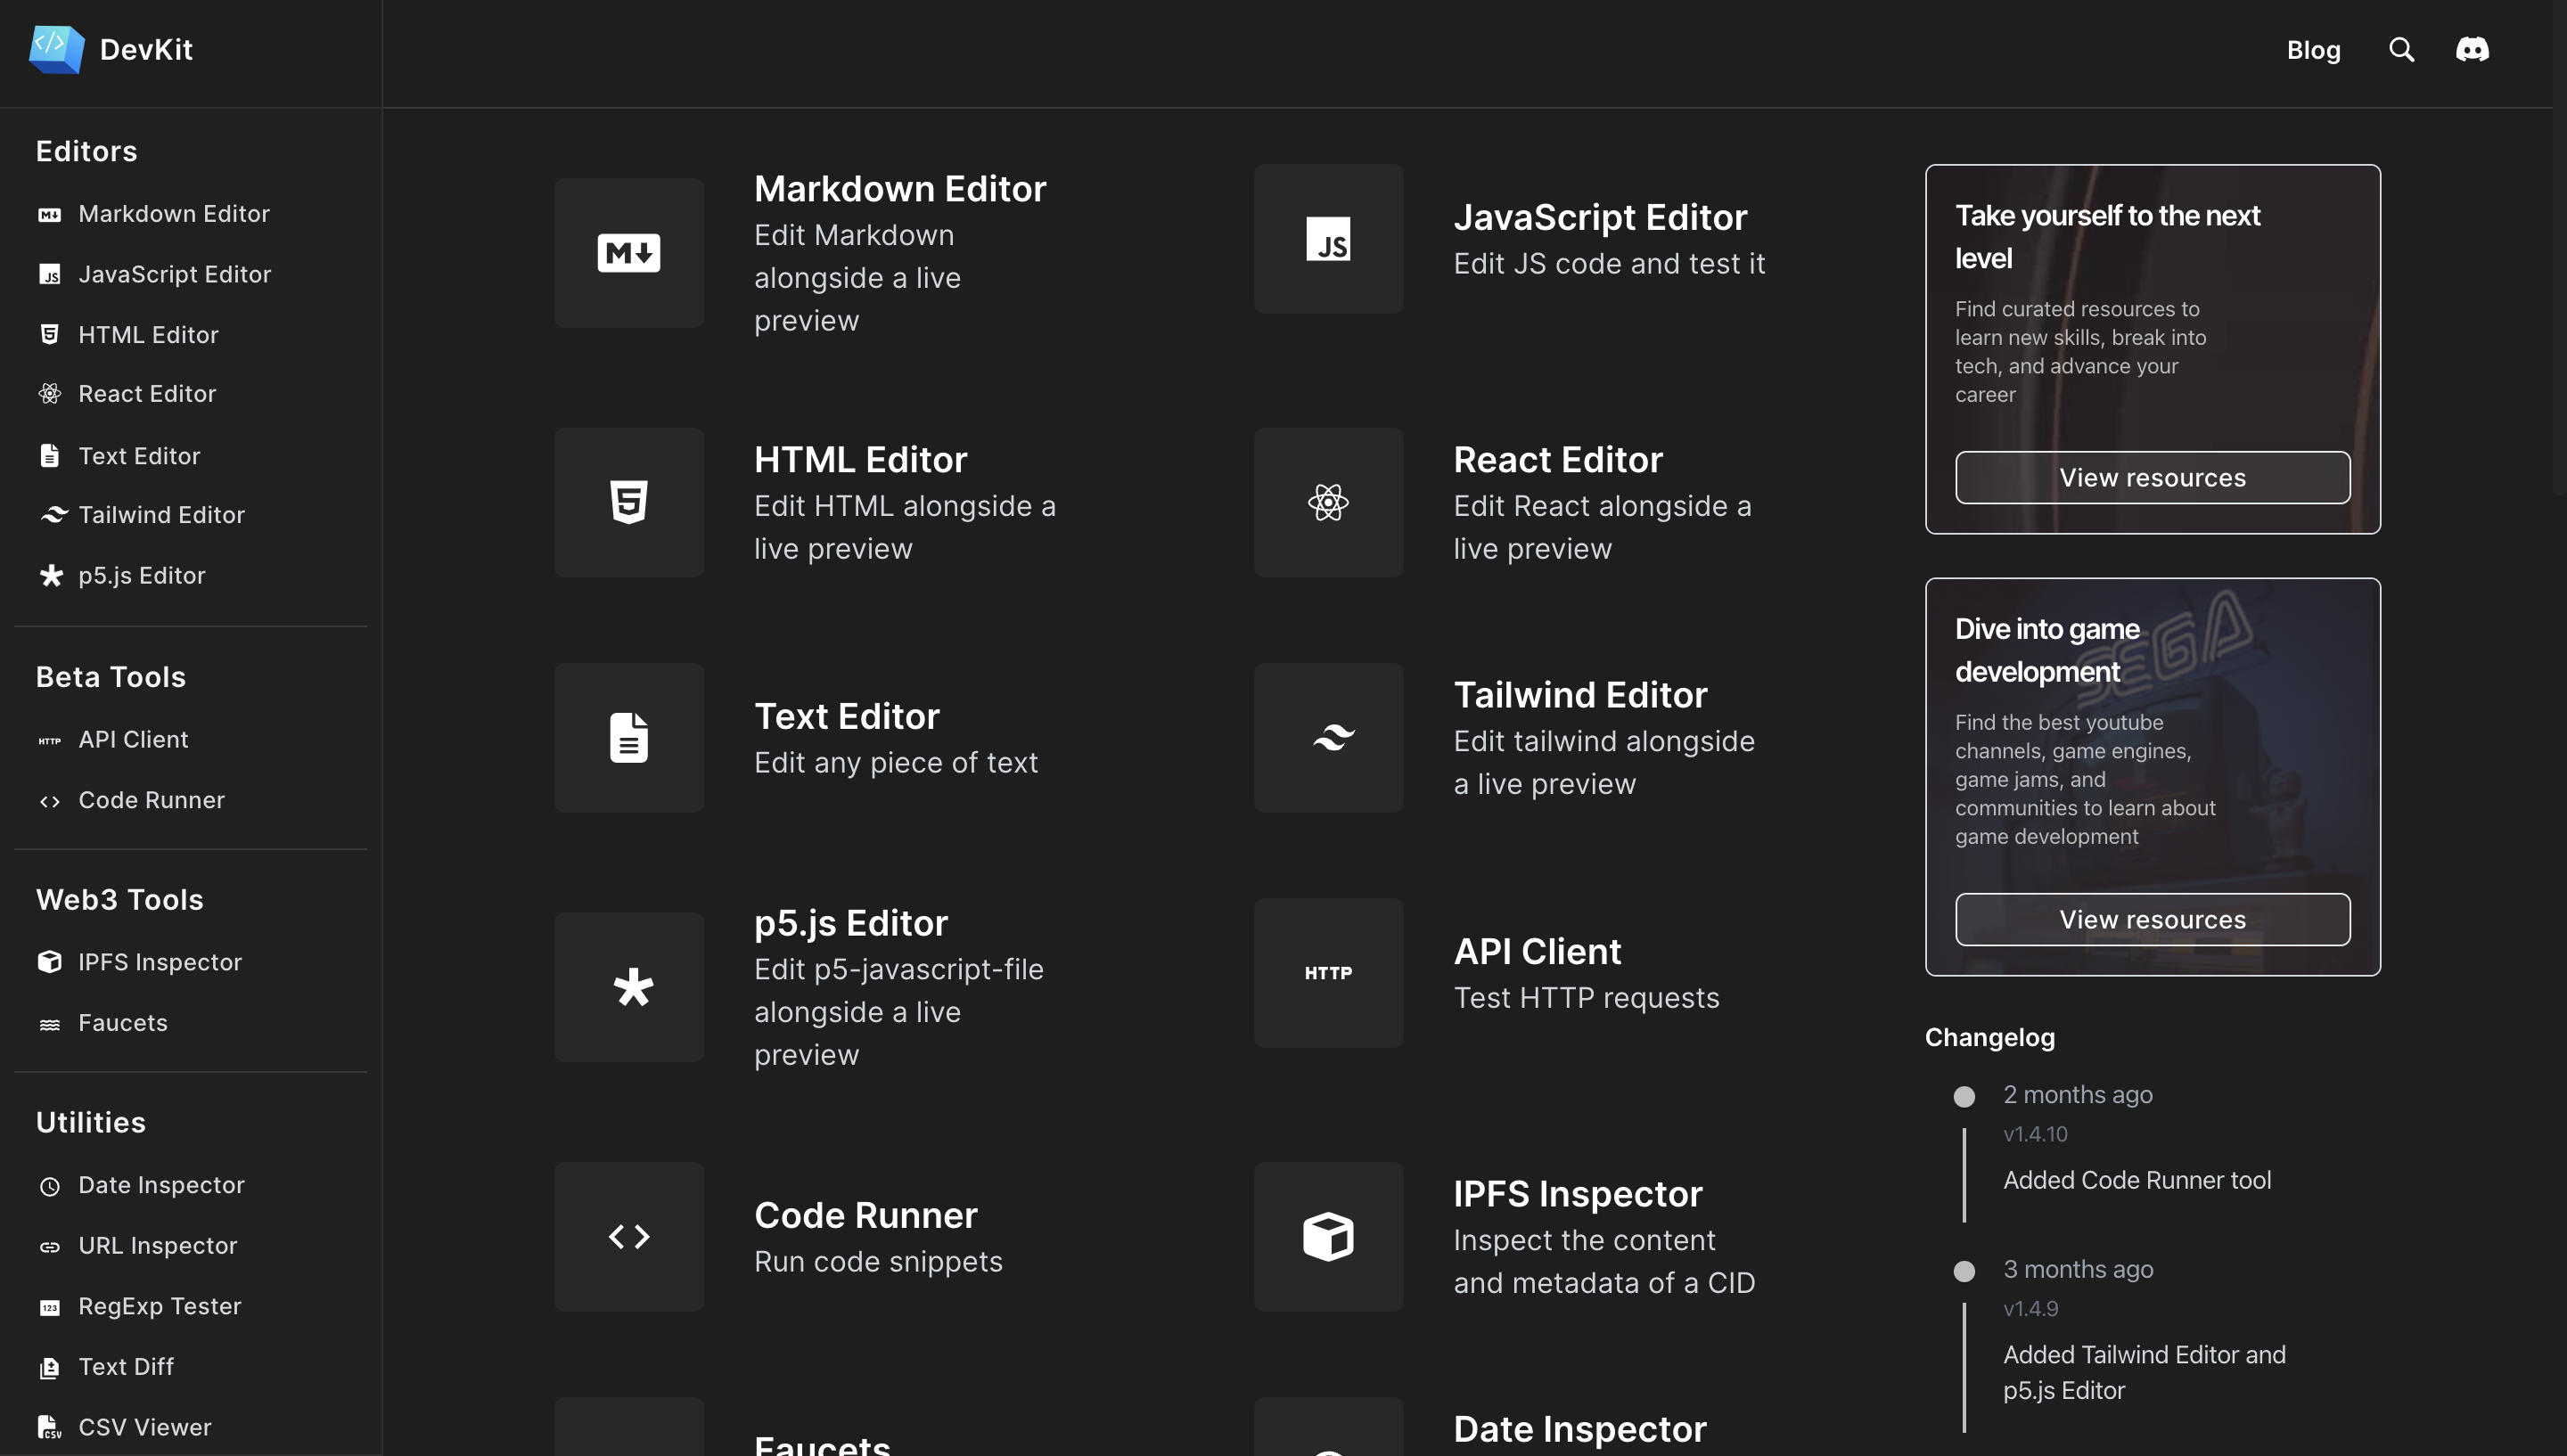 DevKit
Blog
Editors
Markdown Editor
JavaScript Editor
HTML Editor
React Editor
Text Editor
Tailwind Editor
p5.js Editor
Beta Tools
HTTP
API Client
Code Runner
Web3 Tools
IPFS Inspector
Faucets
Utilities
Date Inspector
URL Inspector
123
RegExp Tester
Text Diff
CSV
CSV Viewer
M
Markdown Editor
Edit Markdown
alongside a live
preview
JS
JavaScript Editor
Edit JS code and test it
5
HTML Editor
Edit HTML alongside a
live preview
React Editor
Edit React alongside a
live preview
Text Editor
Edit any piece of text
Tailwind Editor
Edit tailwind alongside
a live preview
p5.js Editor
Edit p5-javascript-file
alongside a live
preview
HTTP
API Client
Test HTTP requests
Code Runner
Run code snippets
IPFS Inspector
Inspect the content
and metadata of a CID
Faucets
Date Inspector
Take yourself to the next
level
Find curated resources to
learn new skills, break into
tech, and advance your
career
View resources
SEGA
Dive into game
development
Find the best youtube
channels, game engines,
game jams, and
communities to learn about
game development
View resources
Changelog
2 months ago
v1.4.10
Added Code Runner tool
3 months ago
v1.4.9
Added Tailwind Editor and
p5.js Editor